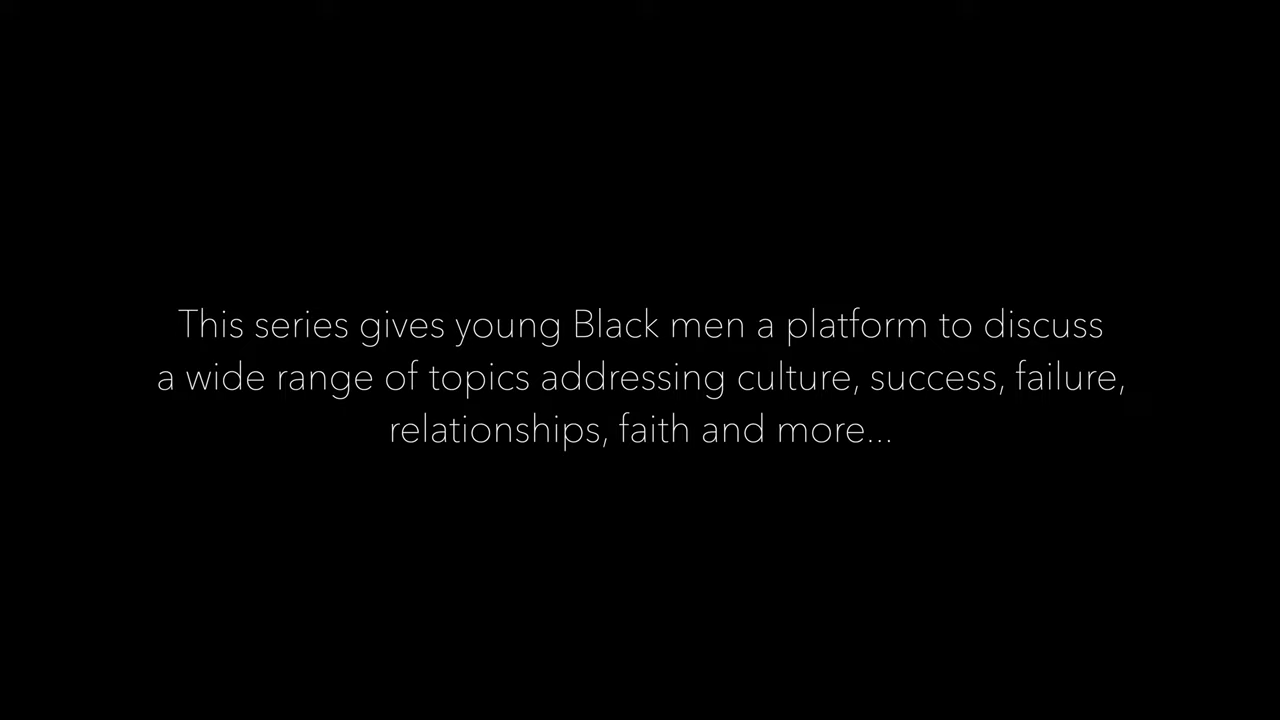 This series gives young Black men a platform to discuss
a wide range of topics addressing culture, success, failure,
relationships, faith and more...